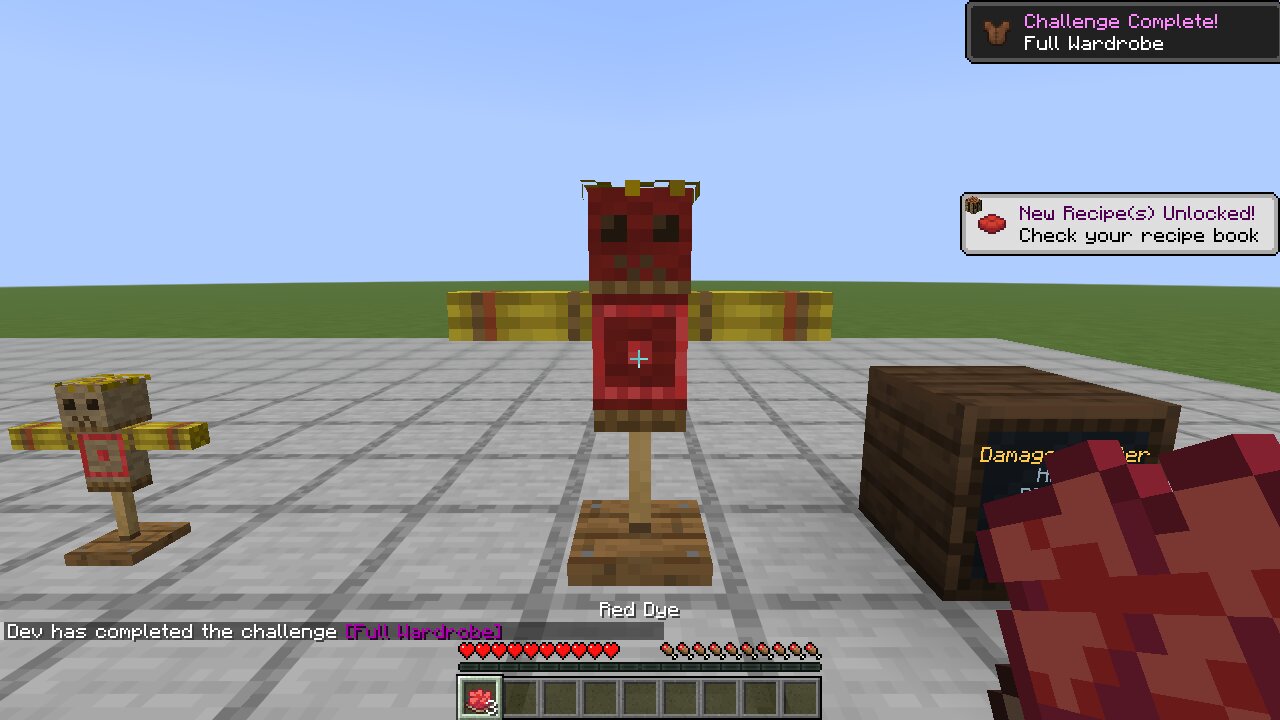 Challenge Complete!
Full Wardrobe
New Recipe(s) Unlocked!
Check your recipe book
Red Dye
Dev has completed the challenge [Full Wardrobe]